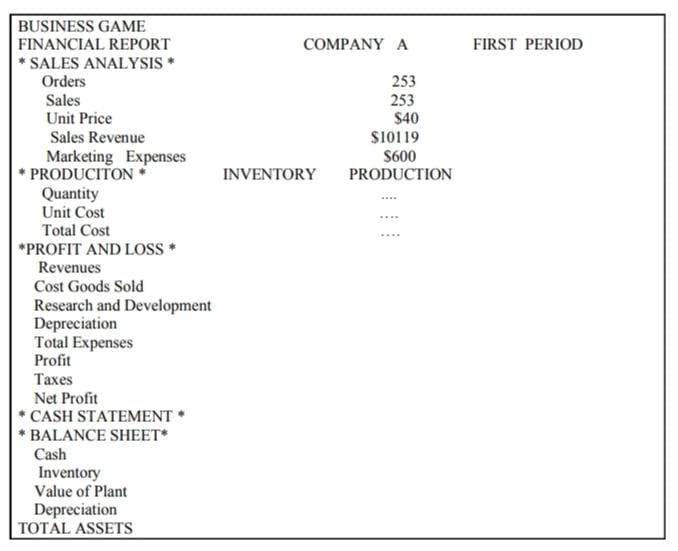 BUSINESS GAME
FINANCIAL REPORT COMPANY A FIRST PERIOD
* SALES ANALYSIS *
Orders 253
Sales 253
Unit Price $40
Sales Revenue $10119
Marketing Expenses $600
* PRODUCITON * INVENTORY PRODUCTION
Quantity ....
Unit Cost ....
Total Cost ....
*PROFIT AND LOSS *
Revenues
Cost Goods Sold
Research and Development
Depreciation
Total Expenses
Profit
Taxes
Net Profit
* CASH STATEMENT *
* BALANCE SHEET*
Cash
Inventory
Value of Plant
Depreciation
TOTAL ASSETS